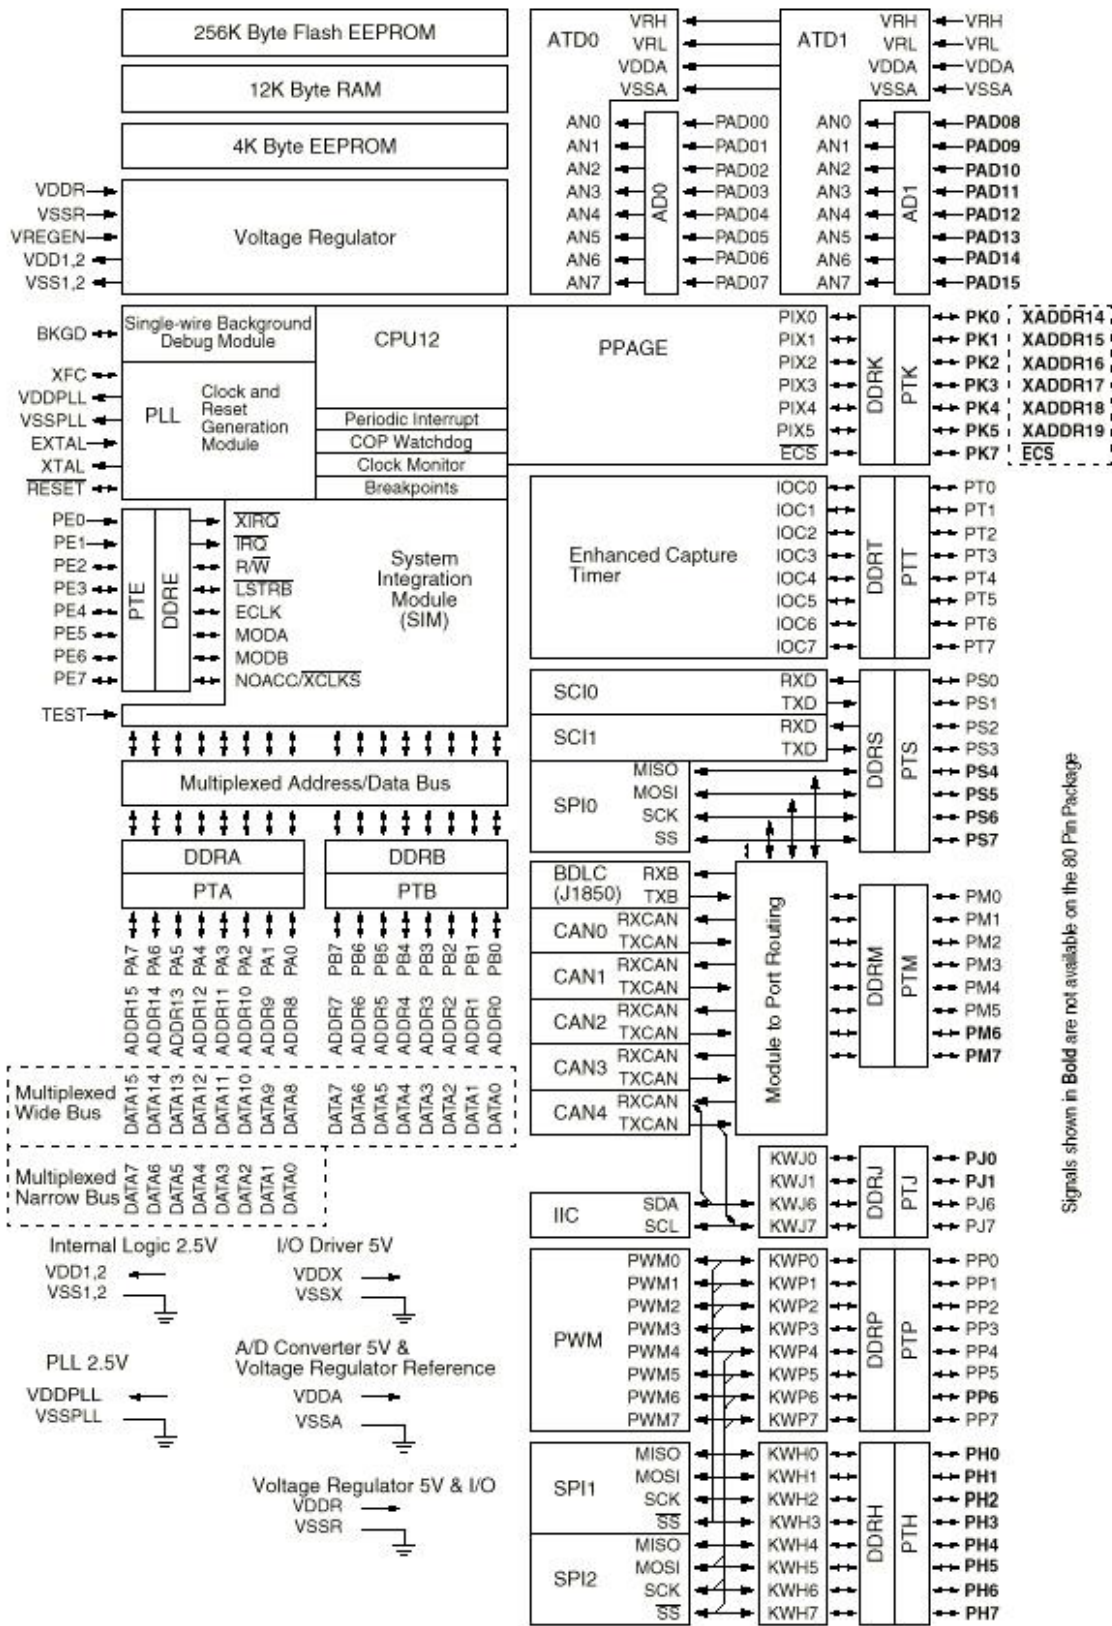 256K Byte Flash EEPROM
12K Byte RAM
4K Byte EEPROM
VDDR
VSSR
VREGEN
VDD1,2
VSS1,2
Voltage Regulator
ATD0
VRH
VRL
VDDA
VSSA
AN0
AN1
AN2
AN3
AN4
AN5
AN6
AN7
AD0
PAD00
PAD01
PAD02
PAD03
PAD04
PAD05
PAD06
PAD07
ATD1
VRH
VRL
VDDA
VSSA
VRH
VRL
VDDA
VSSA
AN0
AN1
AN2
AN3
AN4
AN5
AN6
AN7
AD1
PAD08
PAD09
PAD10
PAD11
PAD12
PAD13
PAD14
PAD15
BKGD
XFC
VDDPLL
VSSPLL
EXTAL
XTAL
RESET
Single-wire Background
Debug Module
PLL
Clock and
Reset
Generation
Module
CPU12
Periodic Interrupt
COP Watchdog
Clock Monitor
Breakpoints
PPAGE
PIX0
PIX1
PIX2
PIX3
PIX4
PIX5
ECS
DDRK
PTK
PK0 XADDR14
PK1 XADDR15
PK2 XADDR16
PK3 XADDR17
PK4 XADDR18
PK5 XADDR19
PK7 ECS
PE0
PE1
PE2
PE3
PE4
PE5
PE6
PE7
TEST
PTE
DDRE
XIRQ
IRQ
R/W
LSTRB
ECLK
MODA
MODB
NOACC/XCLKS
System
Integration
Module
(SIM)
Enhanced Capture
Timer
IOC0
IOC1
IOC2
IOC3
IOC4
IOC5
IOC6
IOC7
DDRT
PTT
PT0
PT1
PT2
PT3
PT4
PT5
PT6
PT7
Multiplexed Address/Data Bus
DDRA
PTA
DDRB
PTB
PA7
PA6
PA5
PA4
PA3
PA2
PA1
PA0
PB7
PB6
PB5
PB4
PB3
PB2
PB1
PB0
ADDR15
ADDR14
ADDR13
ADDR12
ADDR11
ADDR10
ADDR9
ADDR8
ADDR7
ADDR6
ADDR5
ADDR4
ADDR3
ADDR2
ADDR1
ADDR0
Multiplexed
Wide Bus
DATA15
DATA14
DATA13
DATA12
DATA11
DATA10
DATA9
DATA8
DATA7
DATA6
DATA5
DATA4
DATA3
DATA2
DATA1
DATA0
Multiplexed
Narrow Bus
DATA7
DATA6
DATA5
DATA4
DATA3
DATA2
DATA1
DATA0
SCI0
RXD
TXD
SCI1
RXD
TXD
SPI0
MISO
MOSI
SCK
SS
DDRS
PTS
PS0
PS1
PS2
PS3
PS4
PS5
PS6
PS7
BDLC
(J1850)
RXB
TXB
CAN0
RXCAN
TXCAN
CAN1
RXCAN
TXCAN
CAN2
RXCAN
TXCAN
CAN3
RXCAN
TXCAN
CAN4
RXCAN
TXCAN
Module to Port Routing
DDRM
PTM
PM0
PM1
PM2
PM3
PM4
PM5
PM6
PM7
Signals shown in Bold are not available on the 80 Pin Package
IIC
SDA
SCL
KWJ0
KWJ1
KWJ6
KWJ7
DDRJ
PTJ
PJ0
PJ1
PJ6
PJ7
PWM
PWM0
PWM1
PWM2
PWM3
PWM4
PWM5
PWM6
PWM7
KWP0
KWP1
KWP2
KWP3
KWP4
KWP5
KWP6
KWP7
DDRP
PTP
PP0
PP1
PP2
PP3
PP4
PP5
PP6
PP7
SPI1
MISO
MOSI
SCK
SS
SPI2
MISO
MOSI
SCK
SS
KWH0
KWH1
KWH2
KWH3
KWH4
KWH5
KWH6
KWH7
DDRH
PTH
PH0
PH1
PH2
PH3
PH4
PH5
PH6
PH7
Internal Logic 2.5V
VDD1,2
VSS1,2
I/O Driver 5V
VDDX
VSSX
PLL 2.5V
VDDPLL
VSSPLL
A/D Converter 5V &
Voltage Regulator Reference
VDDA
VSSA
Voltage Regulator 5V & I/O
VDDR
VSSR